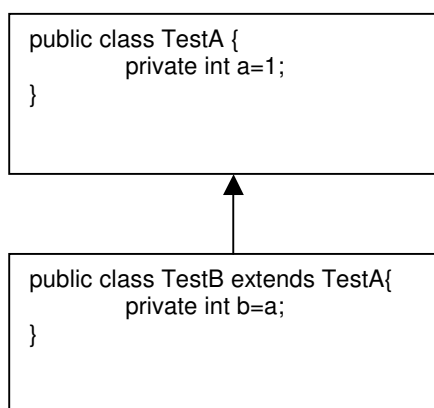 public class TestA {
private int a=1;
}
public class TestB extends TestA{
private int b=a;
}